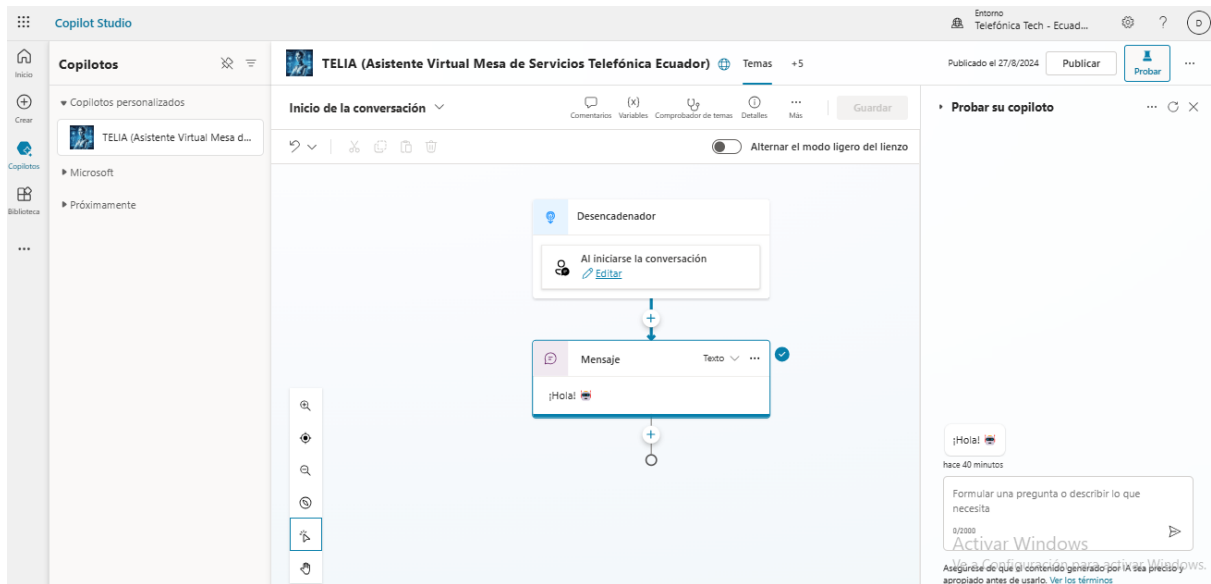 Copilot Studio
Entorno
Telefónica Tech - Ecuad...
D
Inicio
Crear
Copilotos
Biblioteca
Copilotos
Copilotos personalizados
TELIA (Asistente Virtual Mesa d...
Microsoft
Próximamente
TELIA (Asistente Virtual Mesa de Servicios Telefónica Ecuador)
Temas
+5
Publicado el 27/8/2024
Publicar
Probar
Inicio de la conversación
Comentarios
{x}
Variables
Comprobador de temas
Detalles
Más
Guardar
Alternar el modo ligero del lienzo
Desencadenador
Al iniciarse la conversación
Editar
Mensaje
Texto
¡Hola!
Probar su copiloto
¡Hola!
hace 40 minutos
Formular una pregunta o describir lo que
necesita
0/2000
Activar Windows
Ve a Configuración para activar Windows.
Asegúrese de que el contenido generado por IA sea preciso y
apropiado antes de usarlo. Ver los términos